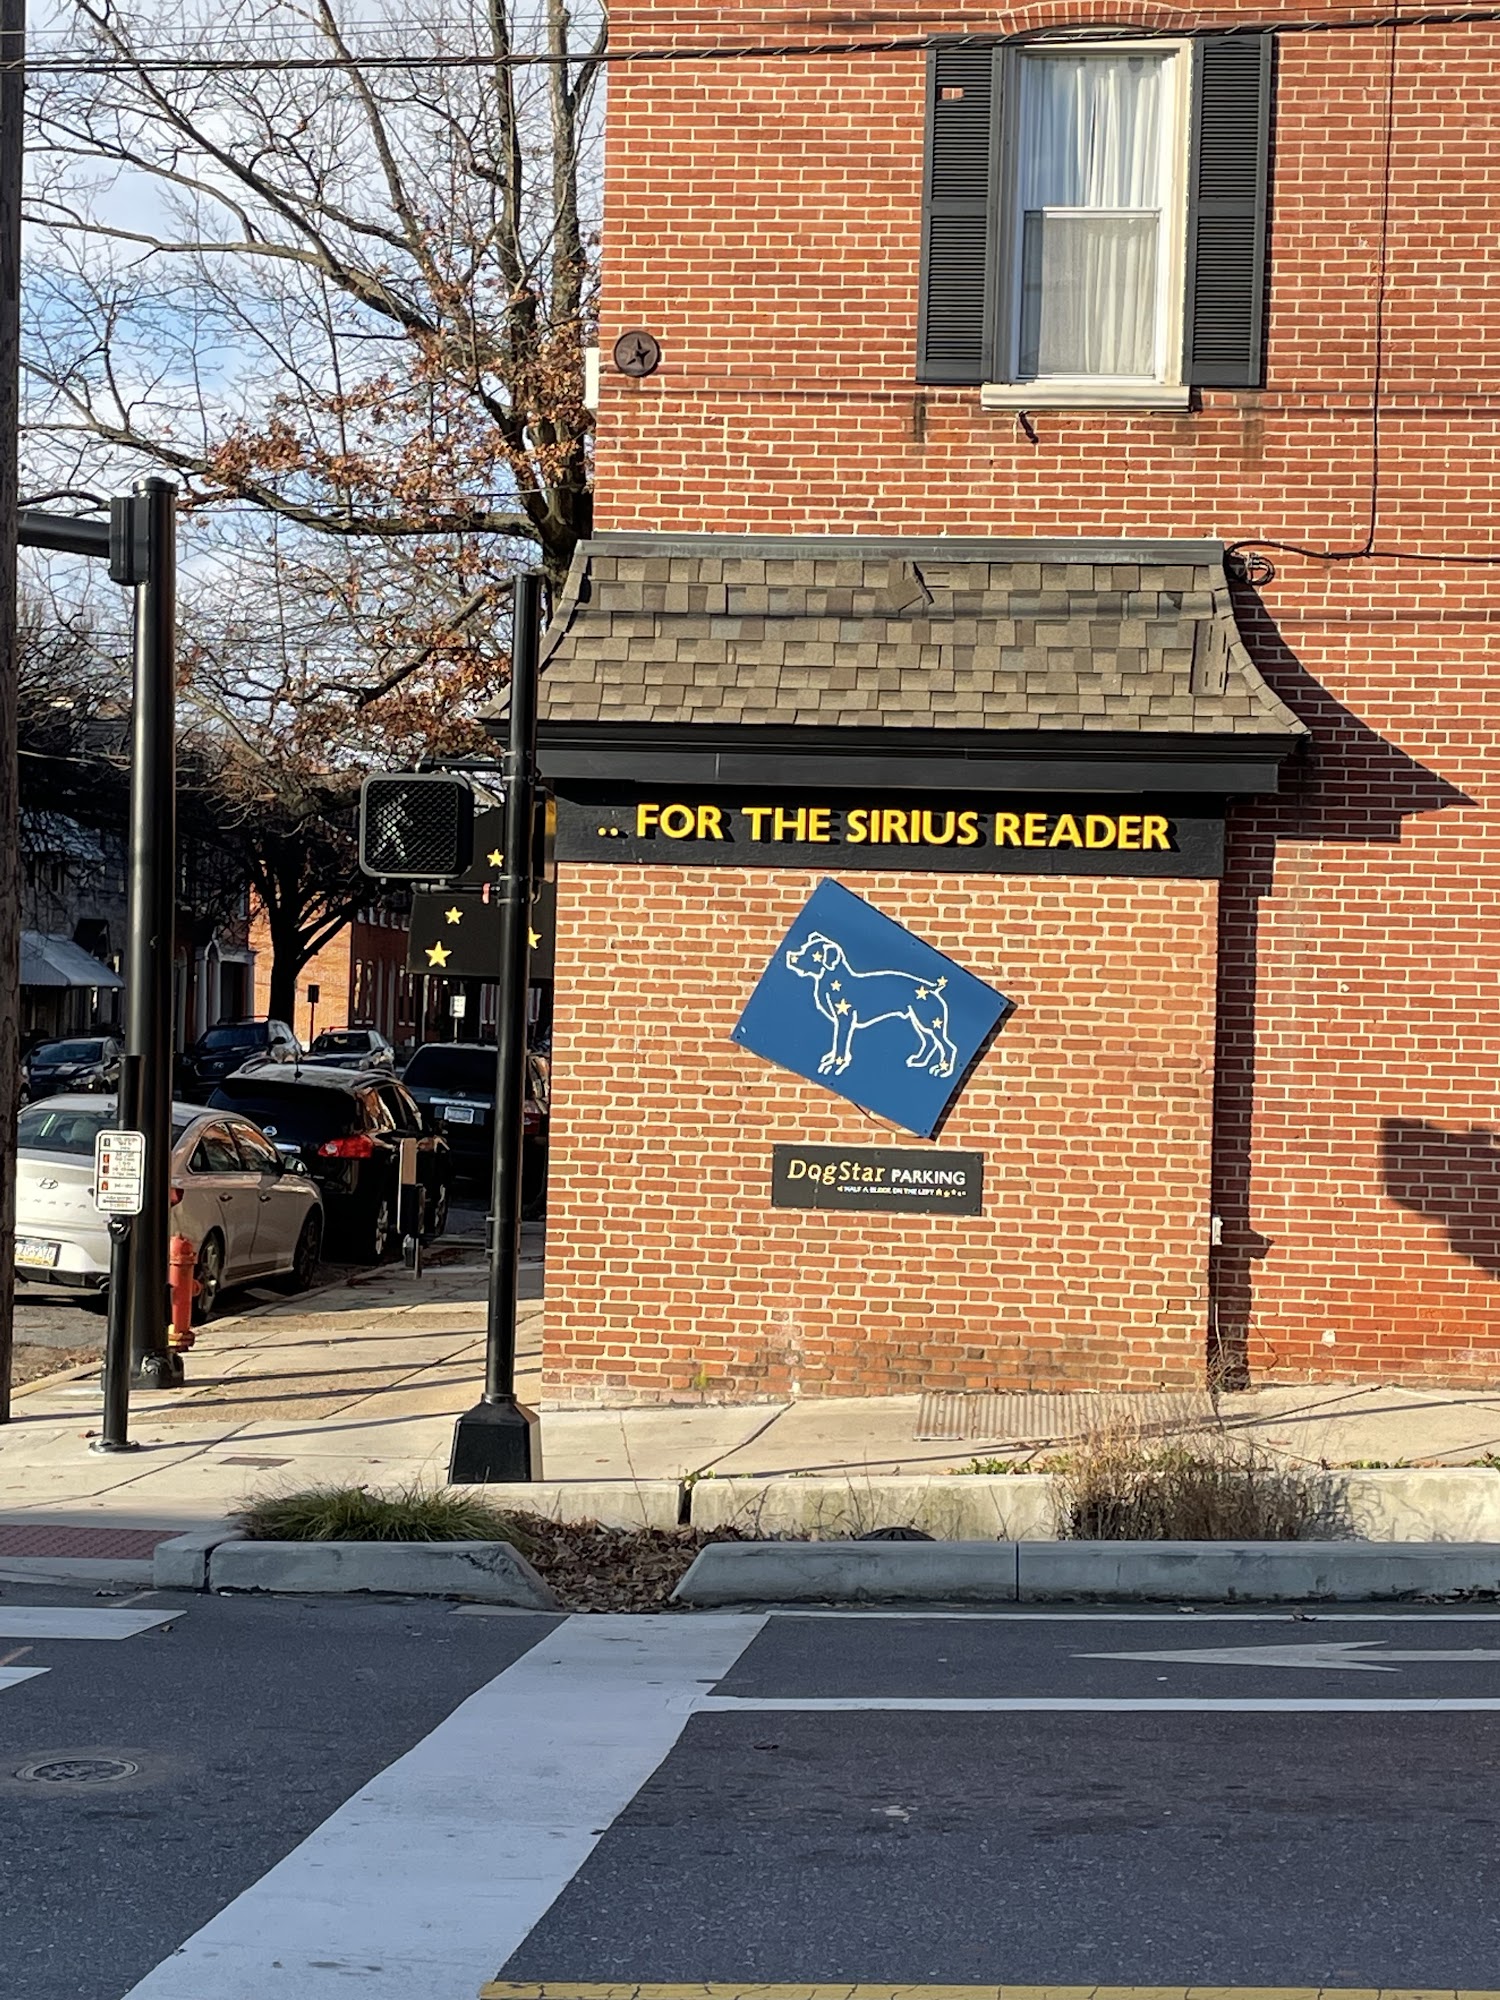 .. FOR THE SIRIUS READER
DogStar PARKING
HALF A BLOCK ON THE LEFT